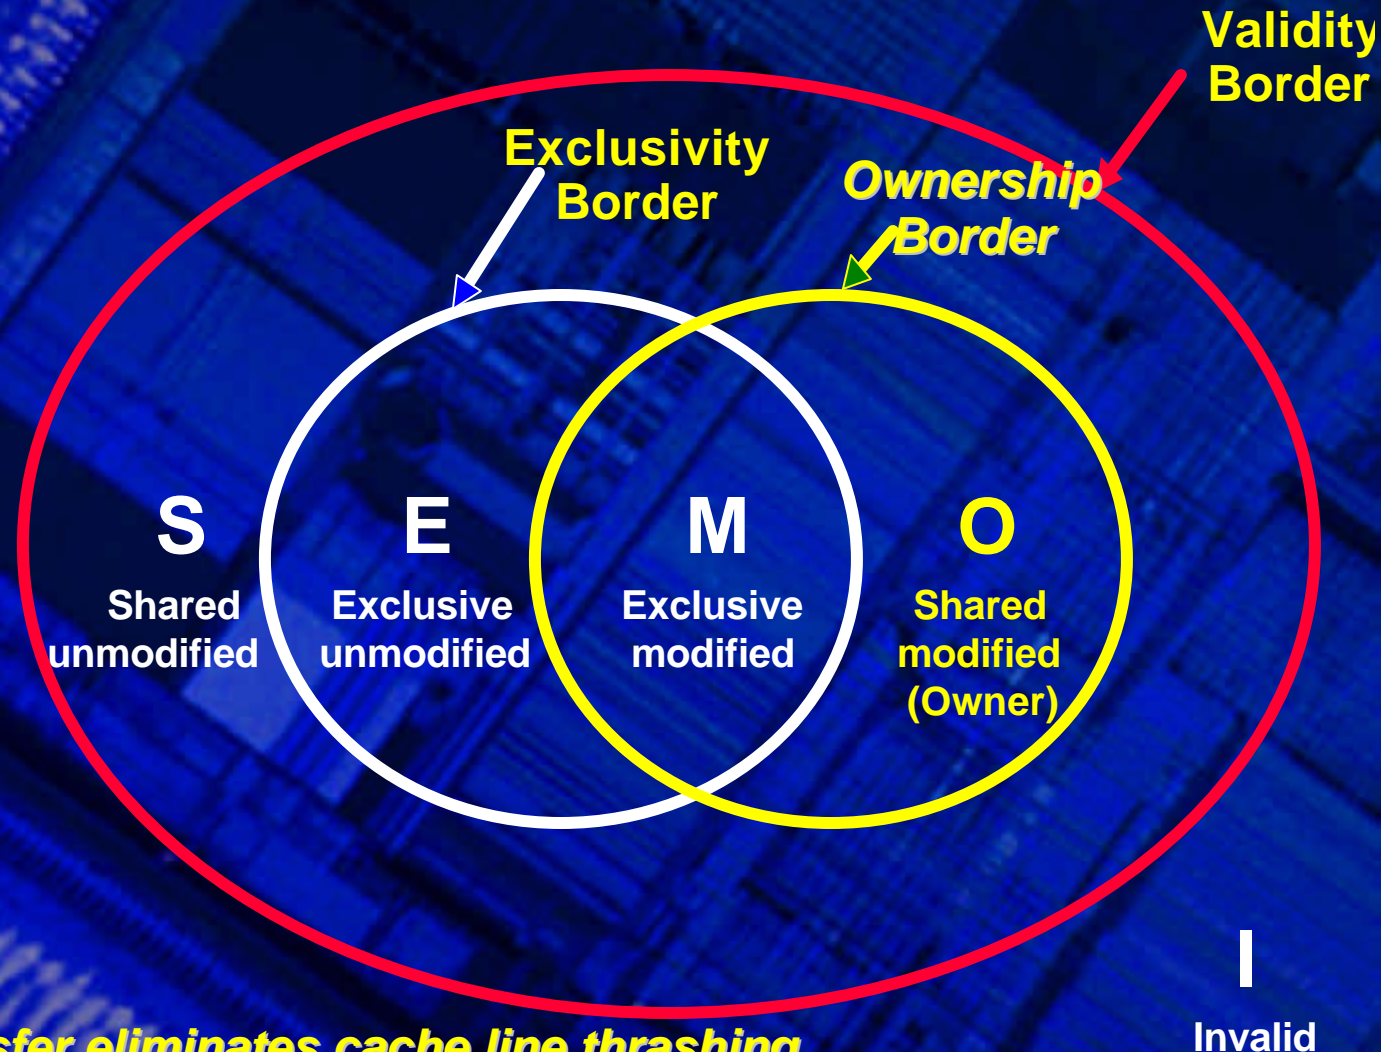 Validity
Border
Exclusivity
Border
Ownership
Border
S
Shared
unmodified
E
Exclusive
unmodified
M
Exclusive
modified
O
Shared
modified
(Owner)
I
Invalid
eliminates cache line thrashing